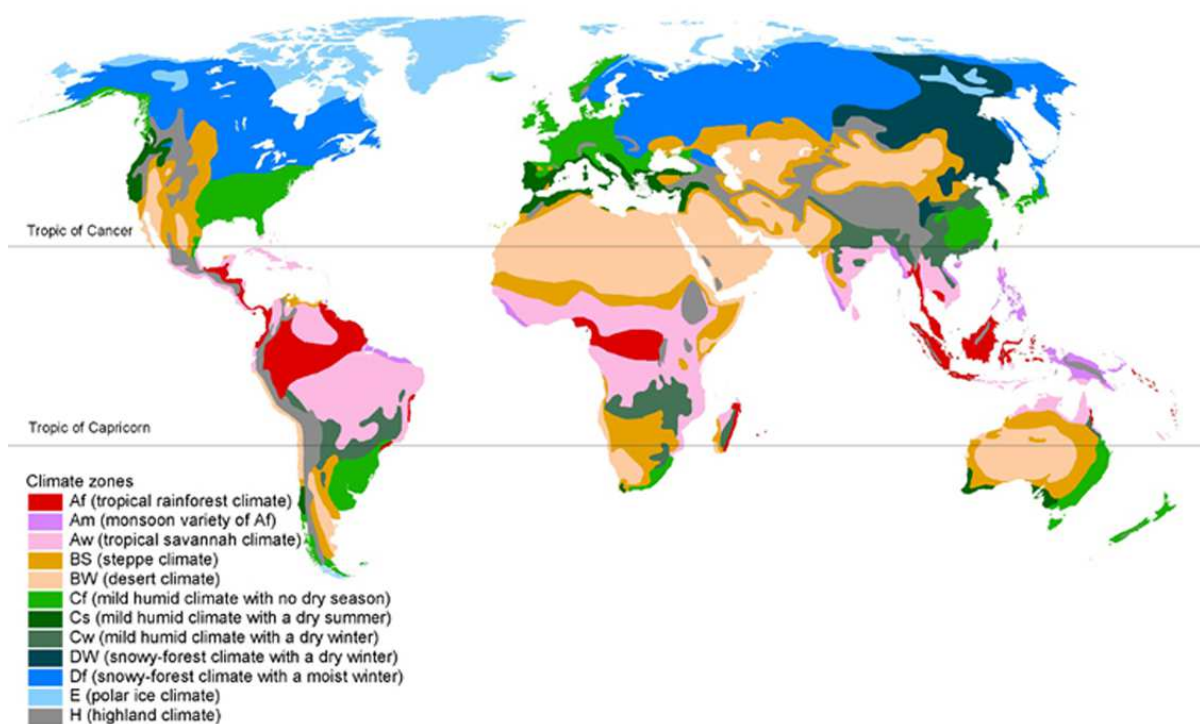 Tropic of Cancer
Tropic of Capricorn
Climate zones
Af (tropical rainforest climate)
Am (monsoon variety of Af)
Aw (tropical savannah climate)
BS (steppe climate)
BW (desert climate)
Cf (mild humid climate with no dry season)
Cs (mild humid climate with a dry summer)
Cw (mild humid climate with a dry winter)
DW (snowy-forest climate with a dry winter)
Df (snowy-forest climate with a moist winter)
E (polar ice climate)
H (highland climate)